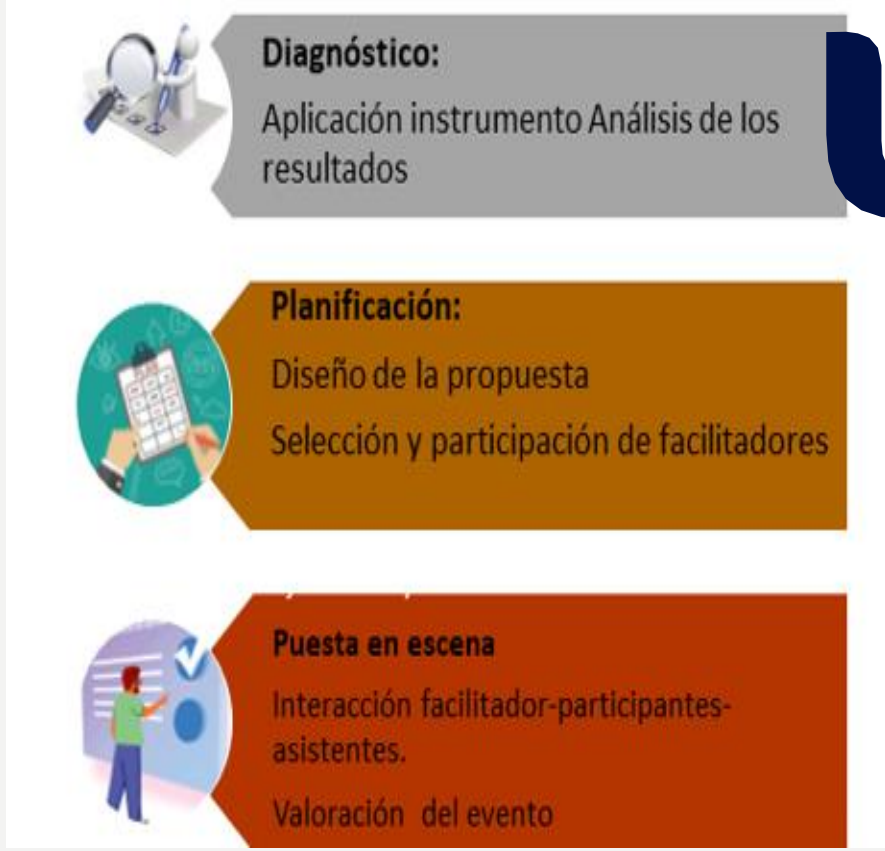 Diagnóstico:
Aplicación instrumento Análisis de los
resultados
Planificación:
Diseño de la propuesta
Selección y participación de facilitadores
Puesta en escena
Interacción facilitador-participantes-
asistentes.
Valoración del evento